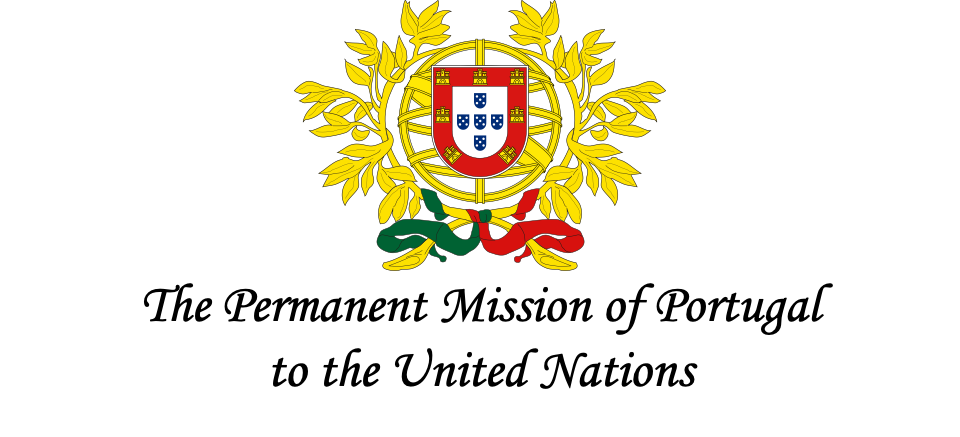 The Permanent Mission of Portugal
to the United Nations